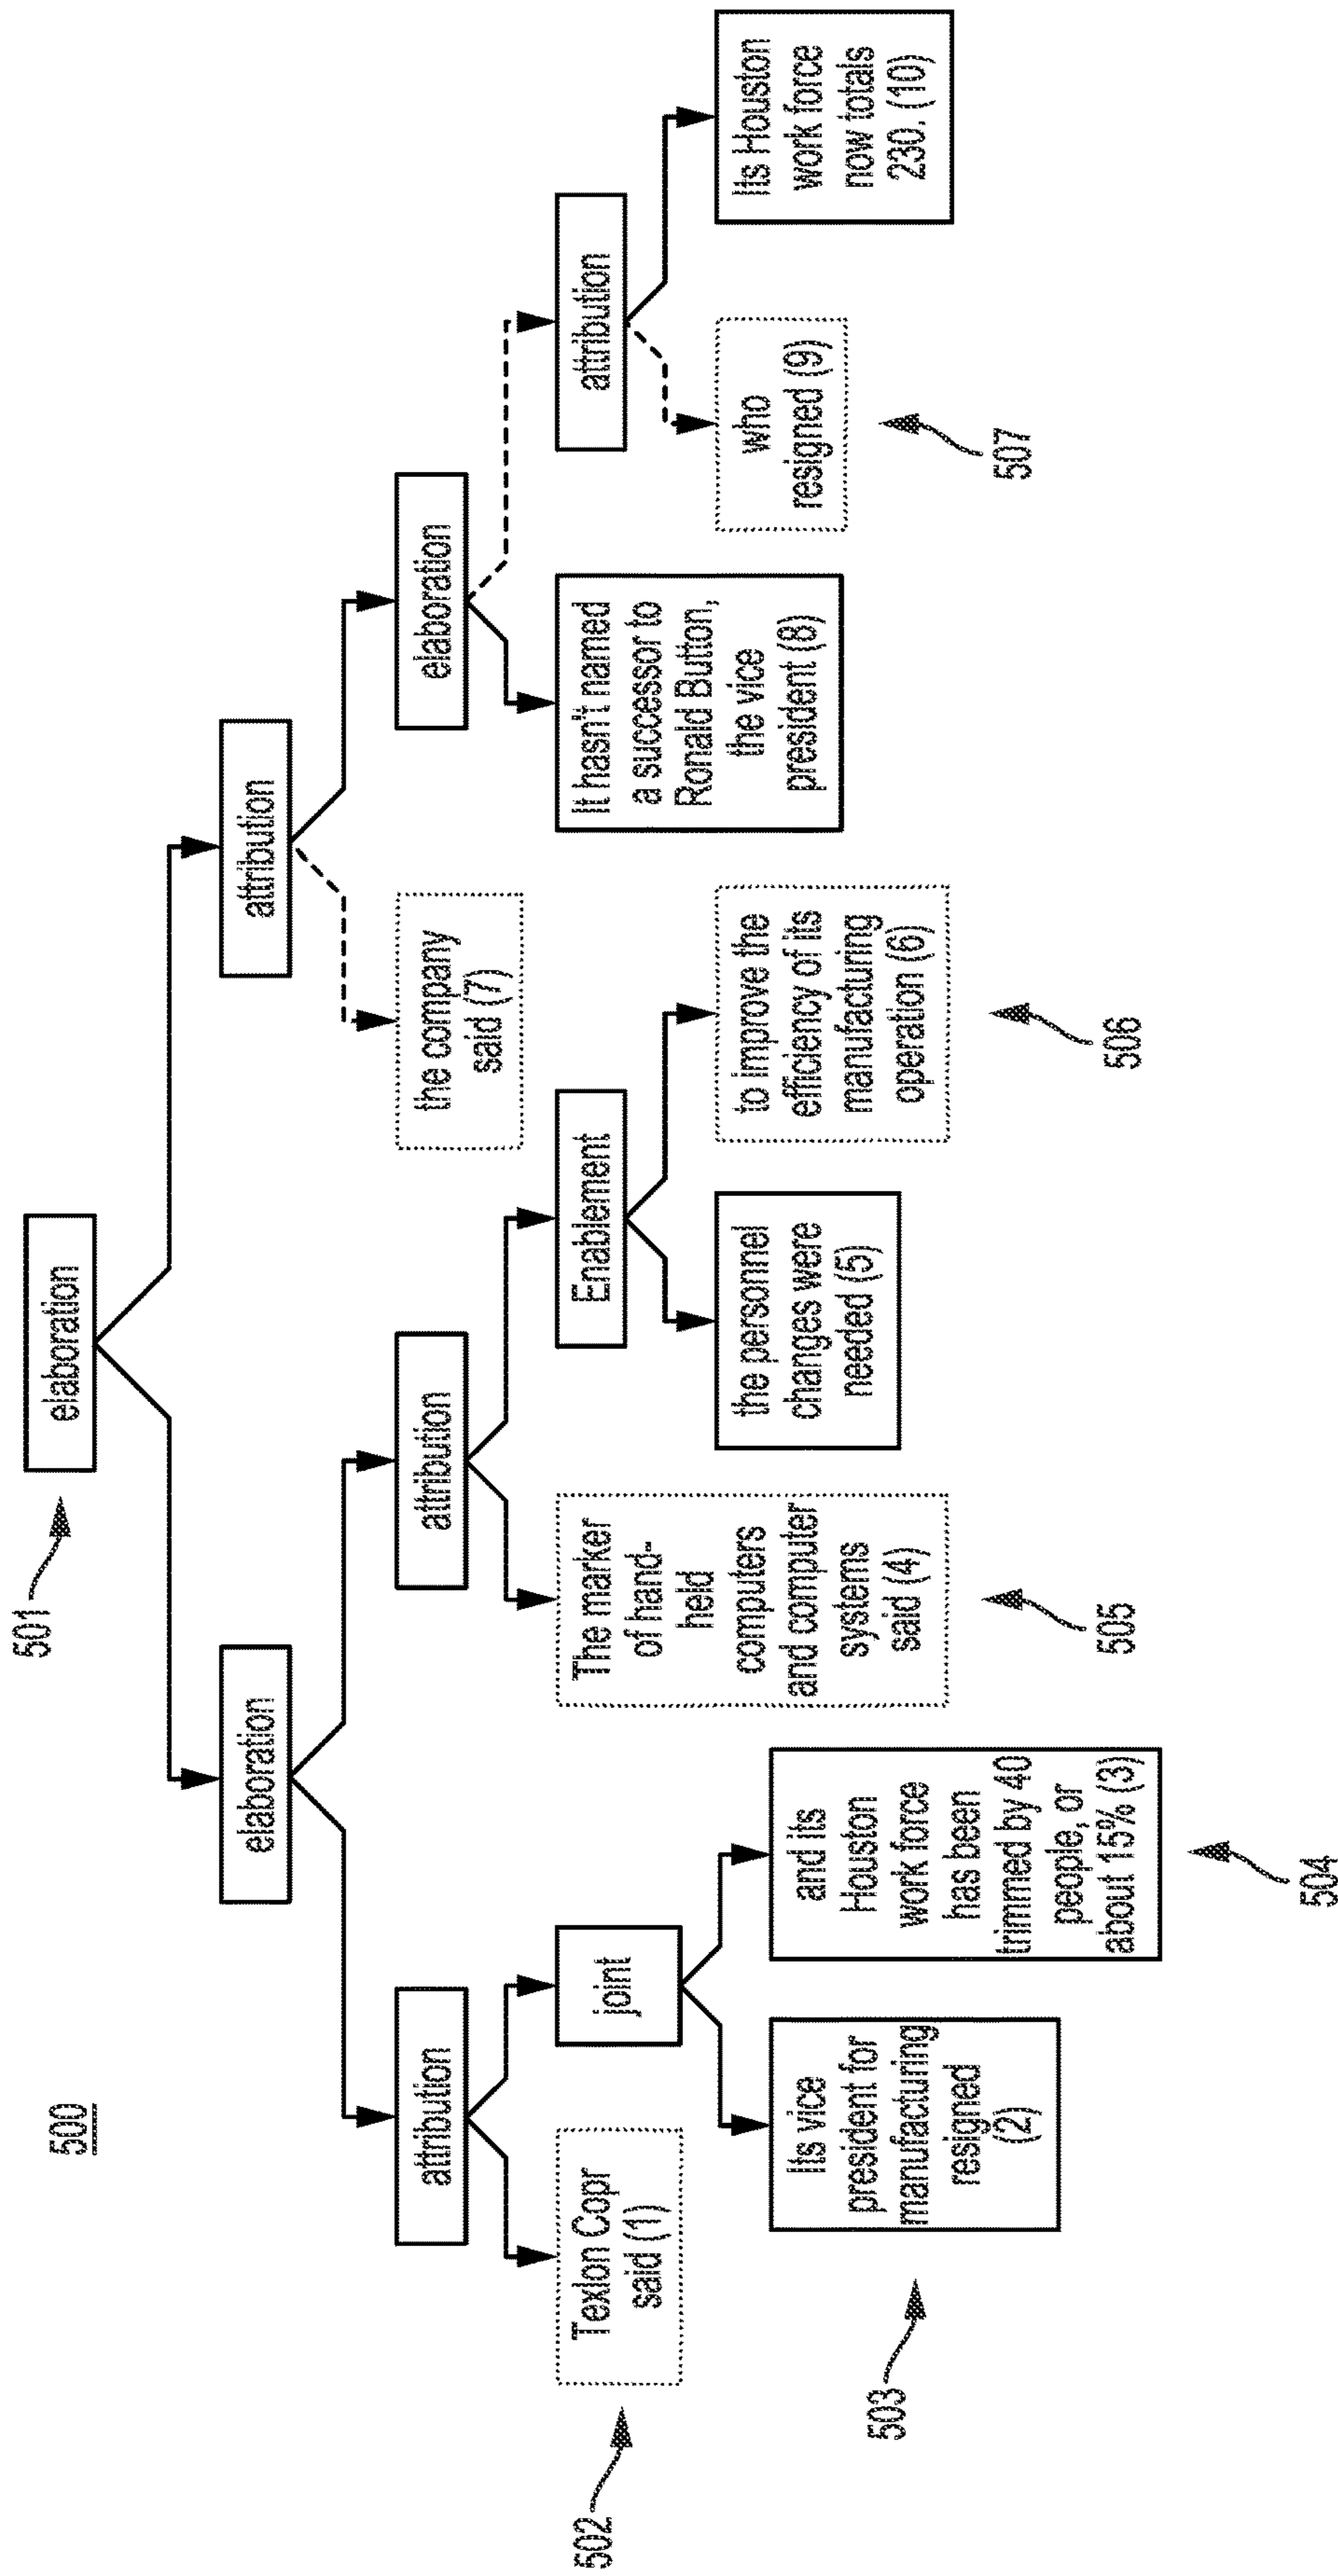 500
501
elaboration
elaboration
attribution
attribution
attribution
elaboration
Texlon Copr
said (1)
joint
the company
said (7)
502
Its vice
president for
manufacturing
resigned
(2)
and its
Houston
work force
has been
trimmed by 40
people, or
about 15% (3)
The marker
of hand-
held
computers
and computer
systems
said (4)
Enablement
It hasn't named
a successor to
Ronald Button,
the vice
president (8)
attribution
503
504
505
the personnel
changes were
needed (5)
to improve the
efficiency of its
manufacturing
operation (6)
506
who
resigned (9)
507
Its Houston
work force
now totals
230. (10)